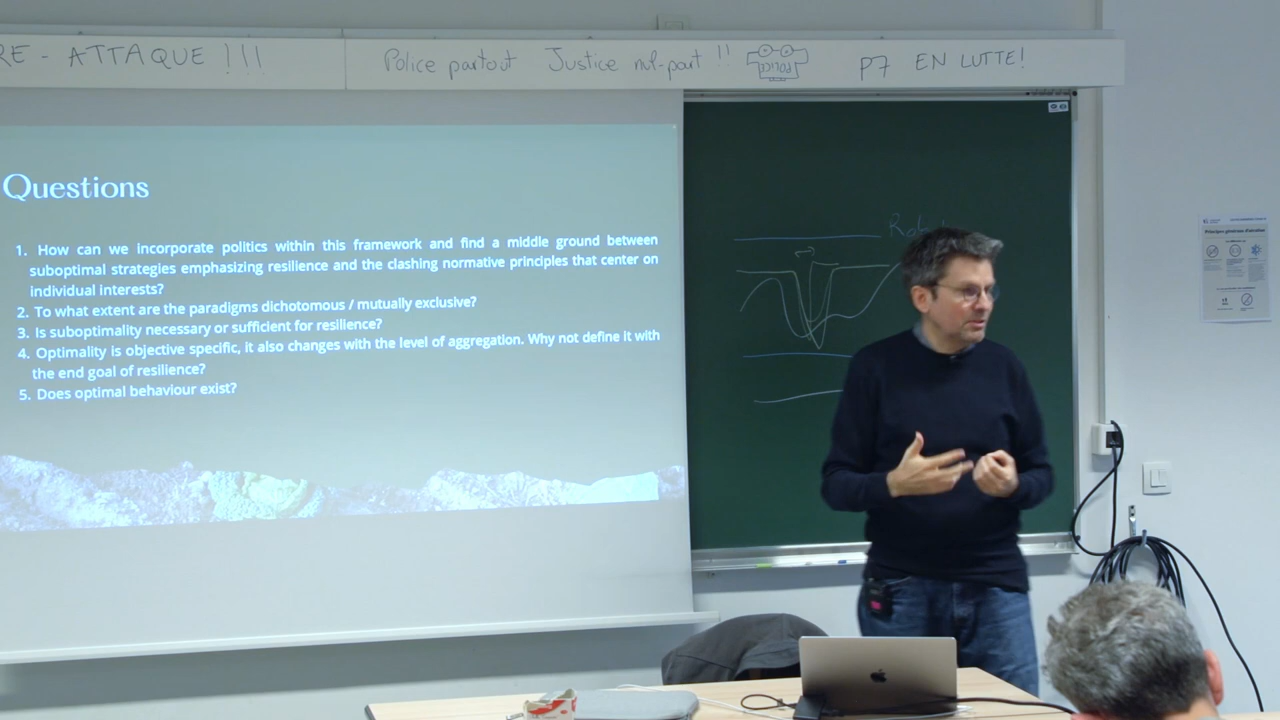 RE - ATTAQUE !!!
Police partout Justice nul-part !!
POLICE
P7 EN LUTTE!
Questions
1. How can we incorporate politics within this framework and find a middle ground between
suboptimal strategies emphasizing resilience and the clashing normative principles that center on
individual interests?
2. To what extent are the paradigms dichotomous / mutually exclusive?
3. Is suboptimality necessary or sufficient for resilience?
4. Optimality is objective specific, it also changes with the level of aggregation. Why not define it with
the end goal of resilience?
5. Does optimal behaviour exist?